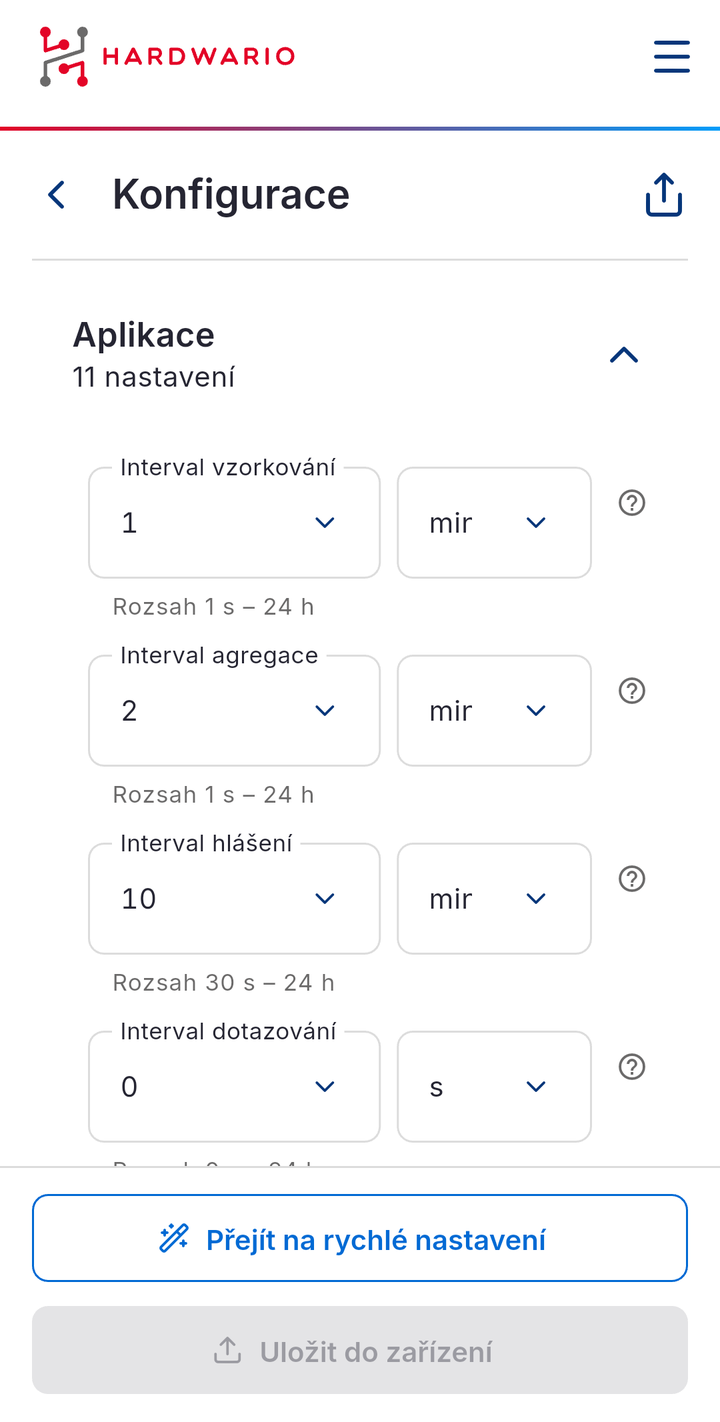 HARDWARIO
Konfigurace
Aplikace
11 nastavení
Interval vzorkování
1
mir
Rozsah 1 s – 24 h
Interval agregace
2
mir
Rozsah 1 s – 24 h
Interval hlášení
10
mir
Rozsah 30 s – 24 h
Interval dotazování
0
s
Přejít na rychlé nastavení
Uložit do zařízení